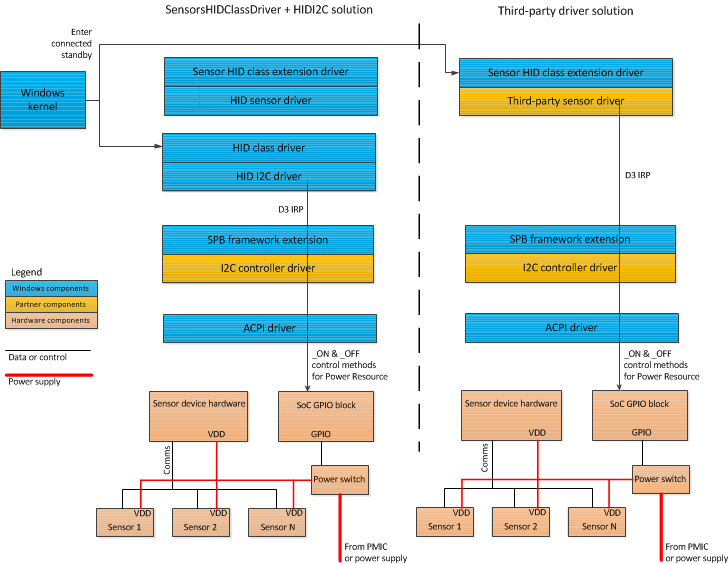 SensorsHIDClassDriver + HIDI2C solution
Third-party driver solution
Enter
connected
standby
Windows
kernel
Sensor HID class extension driver
HID sensor driver
HID class driver
HID I2C driver
D3 IRP
SPB framework extension
I2C controller driver
ACPI driver
_ON & _OFF
control methods
for Power Resource
Sensor device hardware
VDD
SoC GPIO block
GPIO
Comms
Power switch
VDD
Sensor 1
VDD
Sensor 2
VDD
Sensor N
From PMIC
or power supply
Sensor HID class extension driver
Third-party sensor driver
D3 IRP
SPB framework extension
I2C controller driver
ACPI driver
_ON & _OFF
control methods
for Power Resource
Sensor device hardware
VDD
SoC GPIO block
GPIO
Comms
Power switch
VDD
Sensor 1
VDD
Sensor 2
VDD
Sensor N
From PMIC
or power supply
Legend
Windows components
Partner components
Hardware components
Data or control
Power supply